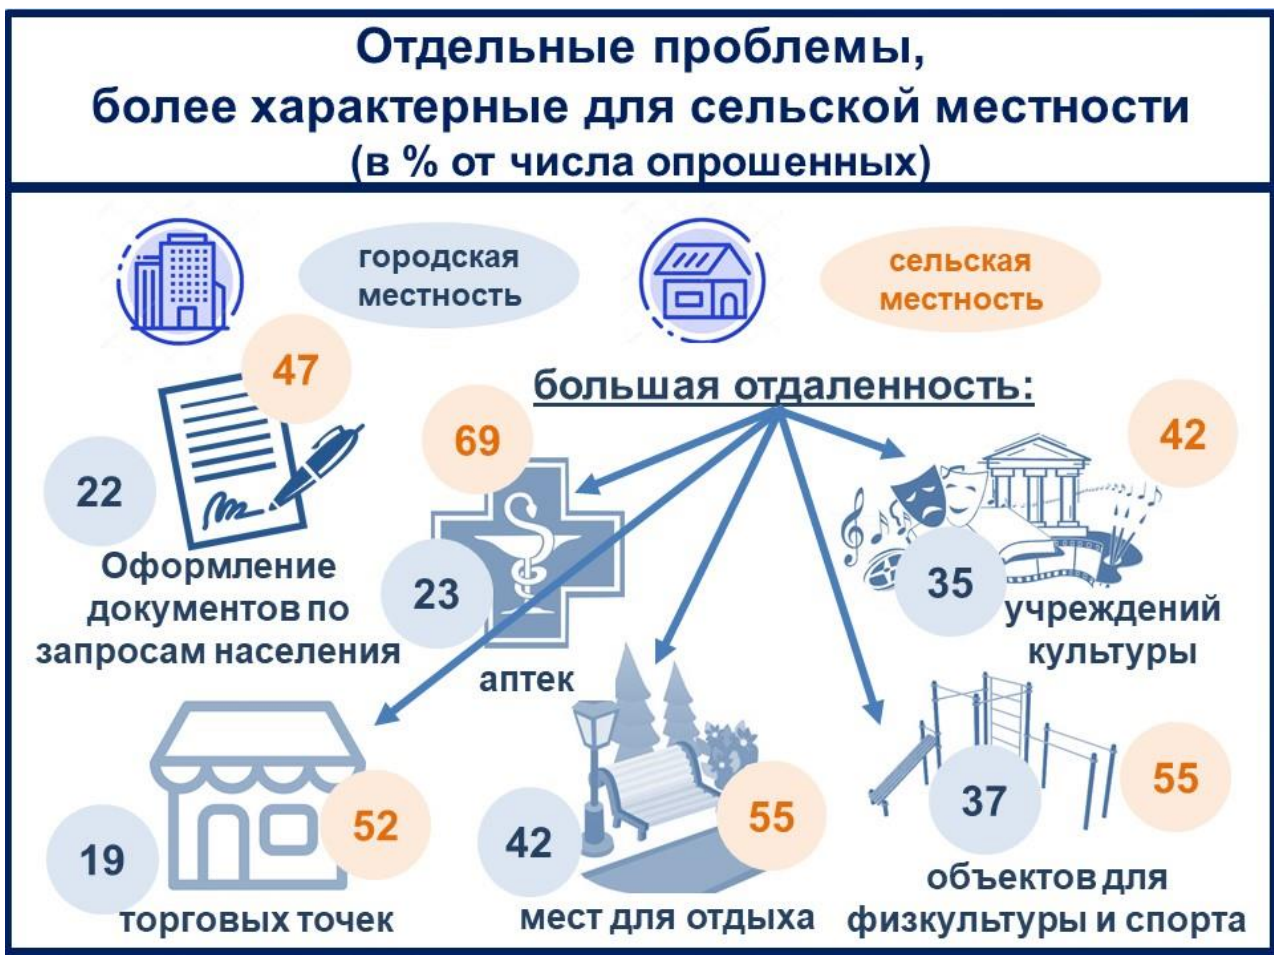 Отдельные проблемы,
более характерные для сельской местности
(в % от числа опрошенных)
городская
местность
сельская
местность
47
22
Оформление
документов по
запросам населения
большая отдаленность:
69
23
аптек
42
35
учреждений
культуры
52
19
торговых точек
55
42
мест для отдыха
55
37
объектов для
физкультуры и спорта